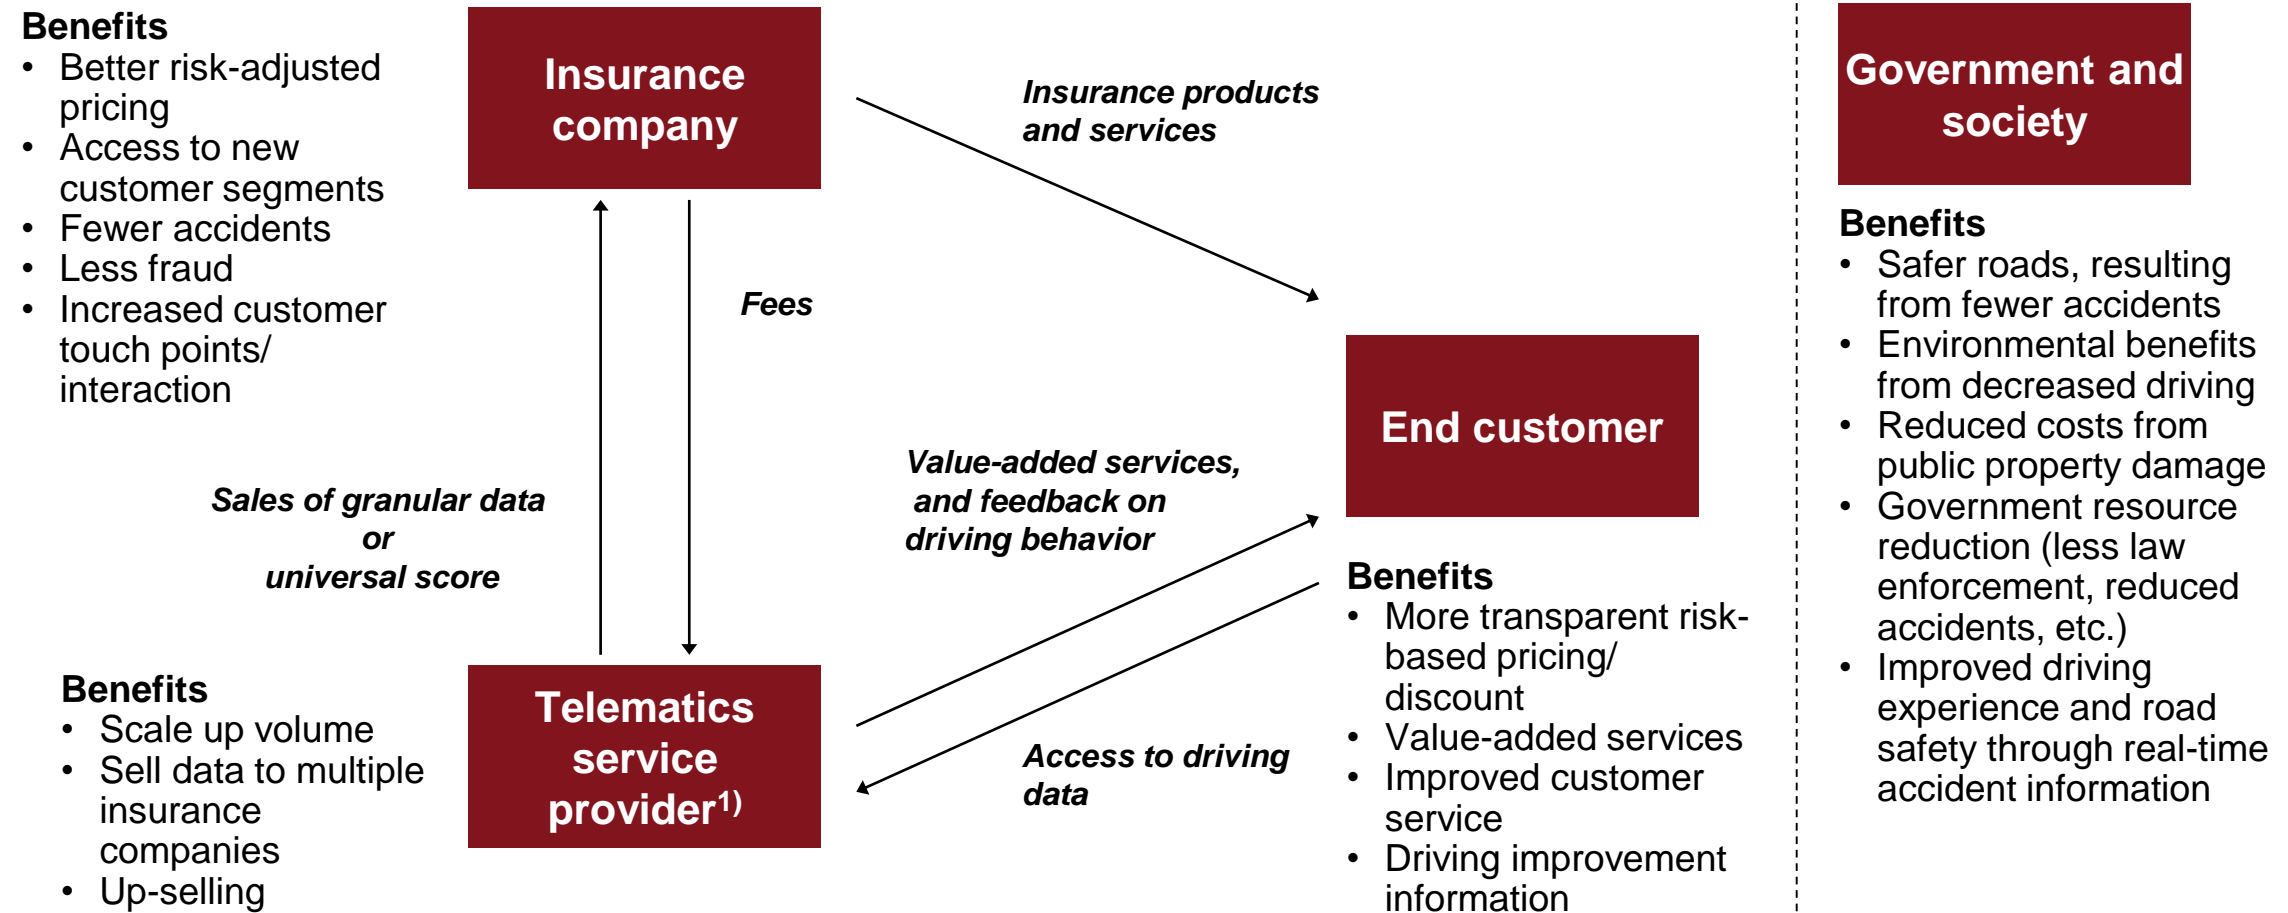 Benefits
• Better risk-adjusted
pricing
• Access to new
customer segments
• Fewer accidents
• Less fraud
• Increased customer
touch points/
interaction
Insurance
company
Insurance products
and services
Fees
Sales of granular data
or
universal score
Value-added services,
and feedback on
driving behavior
Access to driving
data
Benefits
• Scale up volume
• Sell data to multiple
insurance
companies
• Up-selling
Telematics
service
provider¹⁾
End customer
Benefits
• More transparent risk-
based pricing/
discount
• Value-added services
• Improved customer
service
• Driving improvement
information
Government and
society
Benefits
• Safer roads, resulting
from fewer accidents
• Environmental benefits
from decreased driving
• Reduced costs from
public property damage
• Government resource
reduction (less law
enforcement, reduced
accidents, etc.)
• Improved driving
experience and road
safety through real-time
accident information